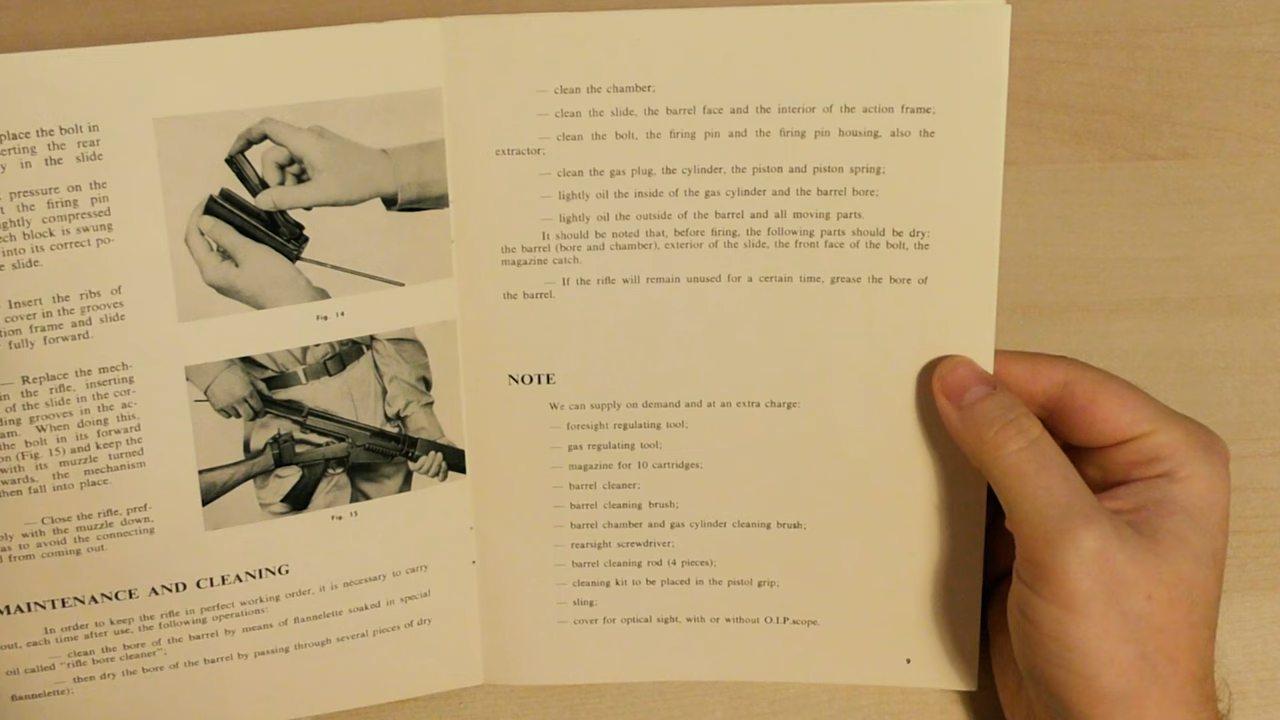 place the bolt in
erting the rear
y in the slide
pressure on the
t the firing pin
ghtly compressed
ech block is swung
into its correct po-
e slide.
Insert the ribs of
cover in the grooves
tion frame and slide
fully forward.
— Replace the mech-
in the rifle, inserting
of the slide in the cor-
ding grooves in the ac-
am. When doing this,
the bolt in its forward
on (Fig. 15) and keep the
with its muzzle turned
wards, the mechanism
then fall into place.
— Close the rifle, pref-
bly with the muzzle down,
as to avoid the connecting
d from coming out.
Fig. 14
Fig. 15
MAINTENANCE AND CLEANING
In order to keep the rifle in perfect working order, it is necessary to carry
out, each time after use, the following operations:
— clean the bore of the barrel by means of flannelette soaked in special
oil called "rifle bore cleaner";
— then dry the bore of the barrel by passing through several pieces of dry
flannelette);
— clean the chamber;
— clean the slide, the barrel face and the interior of the action frame;
— clean the bolt, the firing pin and the firing pin housing, also the
extractor;
— clean the gas plug, the cylinder, the piston and piston spring;
— lightly oil the inside of the gas cylinder and the barrel bore;
— lightly oil the outside of the barrel and all moving parts.
It should be noted that, before firing, the following parts should be dry:
the barrel (bore and chamber), exterior of the slide, the front face of the bolt, the
magazine catch.
— If the rifle will remain unused for a certain time, grease the bore of
the barrel.
NOTE
We can supply on demand and at an extra charge:
— foresight regulating tool;
— gas regulating tool;
— magazine for 10 cartridges;
— barrel cleaner;
— barrel cleaning brush;
— barrel chamber and gas cylinder cleaning brush;
— rearsight screwdriver;
— barrel cleaning rod (4 pieces);
— cleaning kit to be placed in the pistol grip;
— sling;
— cover for optical sight, with or without O.I.P.scope.
9